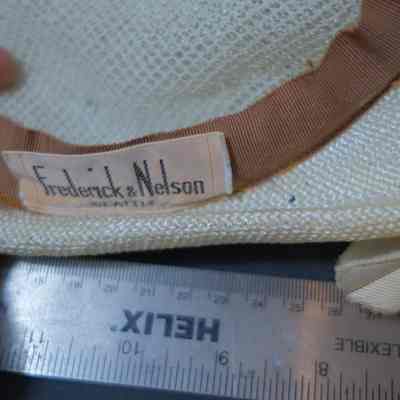 Frederick & Nelson
SEATTLE
HELIX
FLEXIBLE
10
9
8